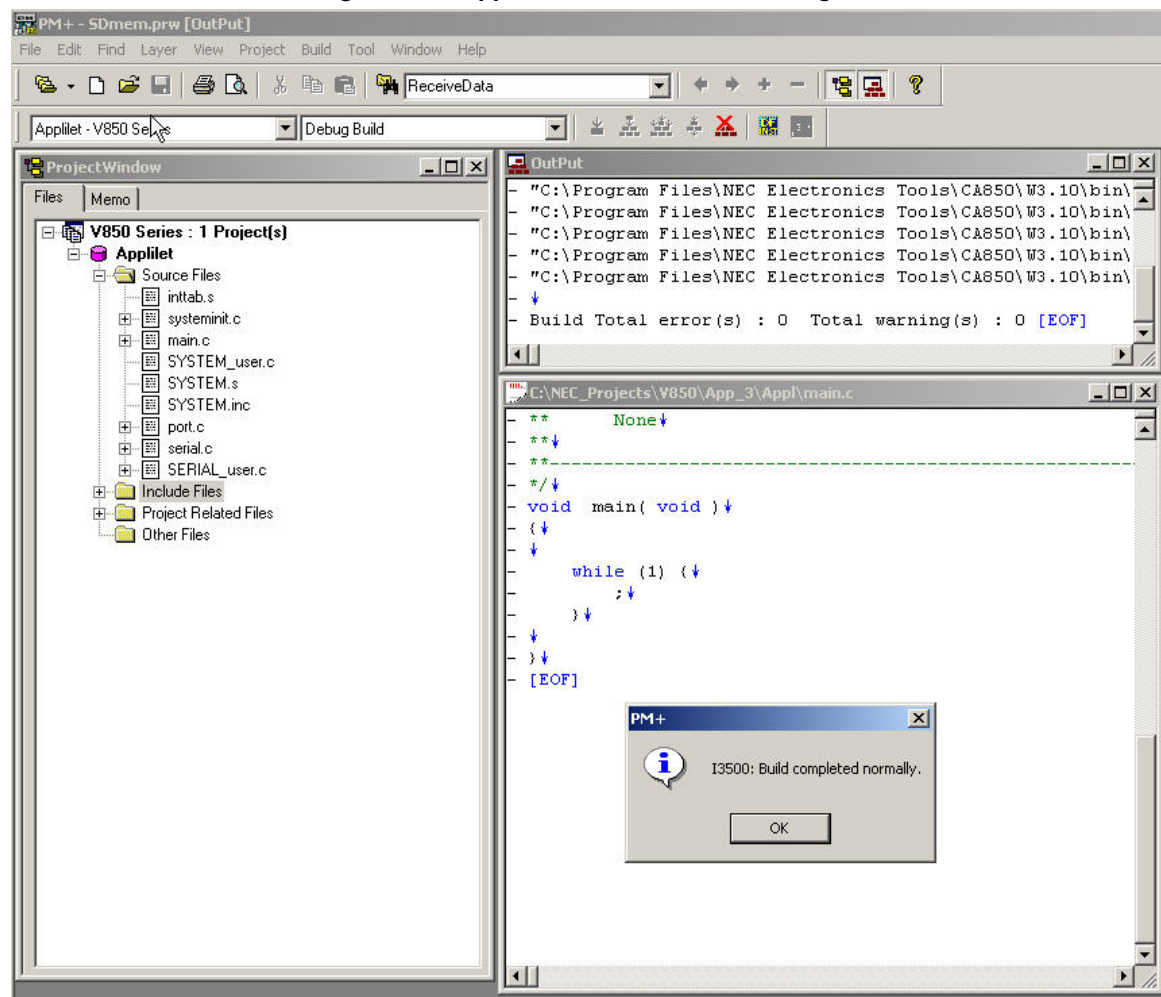 PM+ - SDmem.prw [OutPut]
File Edit Find Layer View Project Build Tool Window Help
ReceiveData
Applilet - V850 Series
Debug Build
ProjectWindow
Files Memo
V850 Series : 1 Project(s)
Applilet
Source Files
inttab.s
systeminit.c
main.c
SYSTEM_user.c
SYSTEM.s
SYSTEM.inc
port.c
serial.c
SERIAL_user.c
Include Files
Project Related Files
Other Files
OutPut
- "C:\Program Files\NEC Electronics Tools\CA850\W3.10\bin\
- "C:\Program Files\NEC Electronics Tools\CA850\W3.10\bin\
- "C:\Program Files\NEC Electronics Tools\CA850\W3.10\bin\
- "C:\Program Files\NEC Electronics Tools\CA850\W3.10\bin\
- "C:\Program Files\NEC Electronics Tools\CA850\W3.10\bin\
- ↓
- Build Total error(s) : 0 Total warning(s) : 0 [EOF]
C:\NEC_Projects\V850\App_3\Appl\main.c
- ** None↓
- **↓
- **-----------------------------------------------------------------
- */↓
- void main( void )↓
- {↓
- ↓
- while (1) {↓
- ;↓
- }↓
- ↓
- }↓
- [EOF]
PM+
I3500: Build completed normally.
OK